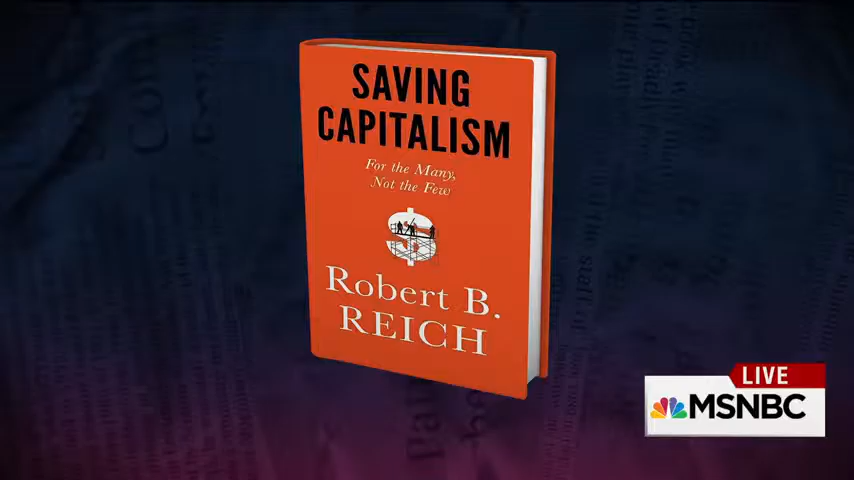 SAVING
CAPITALISM
For the Many,
Not the Few
$
Robert B.
REICH
LIVE
MSNBC